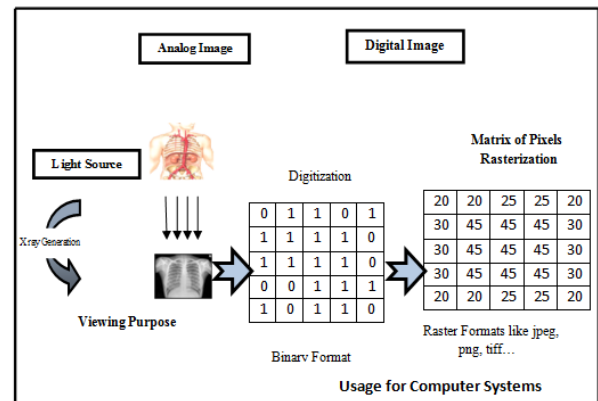 Analog Image
Digital Image
Light Source
Matrix of Pixels
Rasterization
Digitization
X ray Generation
0 1 1 0 1
1 1 1 1 0
1 1 1 1 0
0 0 1 1 1
1 0 1 1 0
20 20 25 25 20
30 45 45 45 30
30 45 45 45 30
30 45 45 45 30
20 20 25 25 20
Viewing Purpose
Binary Format
Raster Formats like jpeg,
png, tiff…
Usage for Computer Systems